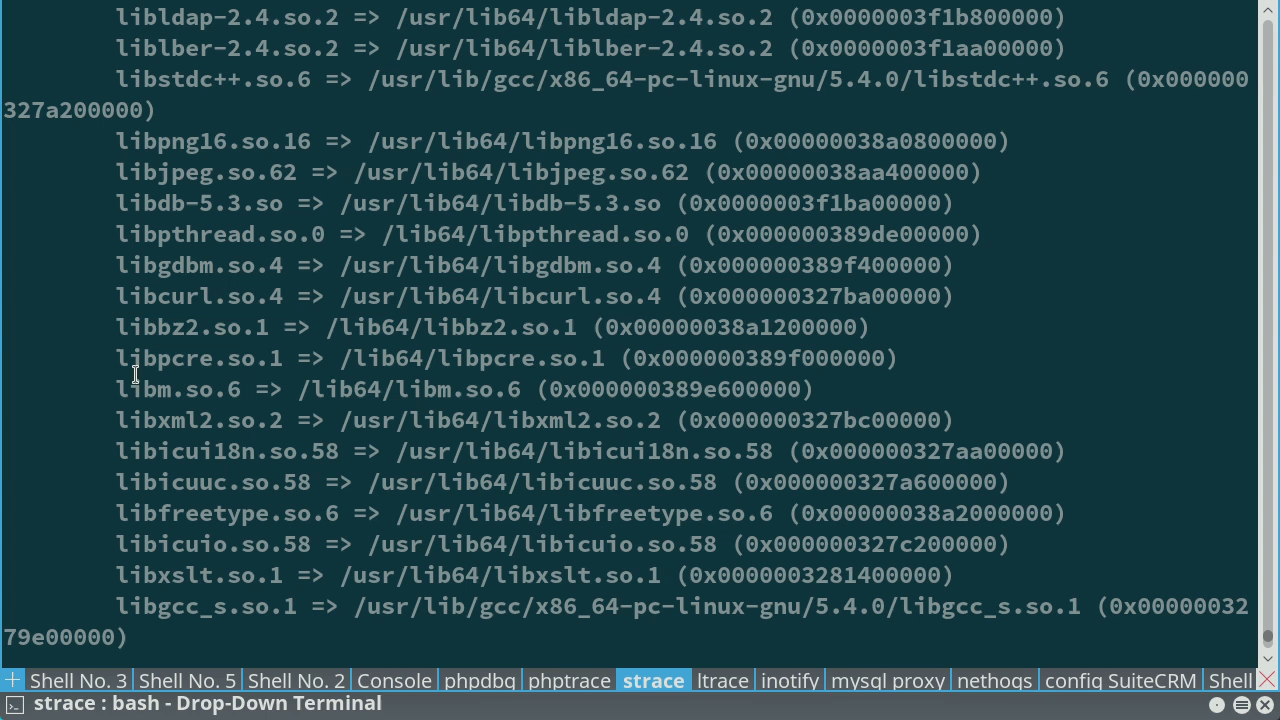 libldap-2.4.so.2 => /usr/lib64/libldap-2.4.so.2 (0x0000003f1b800000)
liblber-2.4.so.2 => /usr/lib64/liblber-2.4.so.2 (0x0000003f1aa00000)
libstdc++.so.6 => /usr/lib/gcc/x86_64-pc-linux-gnu/5.4.0/libstdc++.so.6 (0x000000
327a200000)
libpng16.so.16 => /usr/lib64/libpng16.so.16 (0x00000038a0800000)
libjpeg.so.62 => /usr/lib64/libjpeg.so.62 (0x00000038aa400000)
libdb-5.3.so => /usr/lib64/libdb-5.3.so (0x0000003f1ba00000)
libpthread.so.0 => /lib64/libpthread.so.0 (0x000000389de00000)
libgdbm.so.4 => /usr/lib64/libgdbm.so.4 (0x000000389f400000)
libcurl.so.4 => /usr/lib64/libcurl.so.4 (0x000000327ba00000)
libbz2.so.1 => /lib64/libbz2.so.1 (0x00000038a1200000)
libpcre.so.1 => /lib64/libpcre.so.1 (0x000000389f000000)
libm.so.6 => /lib64/libm.so.6 (0x000000389e600000)
libxml2.so.2 => /usr/lib64/libxml2.so.2 (0x000000327bc00000)
libicui18n.so.58 => /usr/lib64/libicui18n.so.58 (0x000000327aa00000)
libicuuc.so.58 => /usr/lib64/libicuuc.so.58 (0x000000327a600000)
libfreetype.so.6 => /usr/lib64/libfreetype.so.6 (0x00000038a2000000)
libicuio.so.58 => /usr/lib64/libicuio.so.58 (0x000000327c200000)
libxslt.so.1 => /usr/lib64/libxslt.so.1 (0x0000003281400000)
libgcc_s.so.1 => /usr/lib/gcc/x86_64-pc-linux-gnu/5.4.0/libgcc_s.so.1 (0x00000032
79e00000)
Shell No. 3 Shell No. 5 Shell No. 2 Console phpdbq phptrace strace ltrace inotify mysql proxy nethoqs confiq SuiteCRM Shell
strace : bash - Drop-Down Terminal